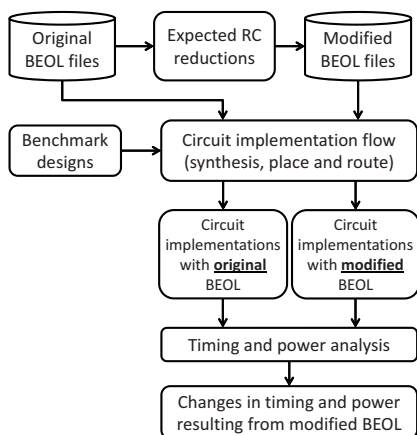 Original
BEOL files
Expected RC
reductions
Modified
BEOL files
Benchmark
designs
Circuit implementation flow
(synthesis, place and route)
Circuit
implementations
with original
BEOL
Circuit
implementations
with modified
BEOL
Timing and power analysis
Changes in timing and power
resulting from modified BEOL